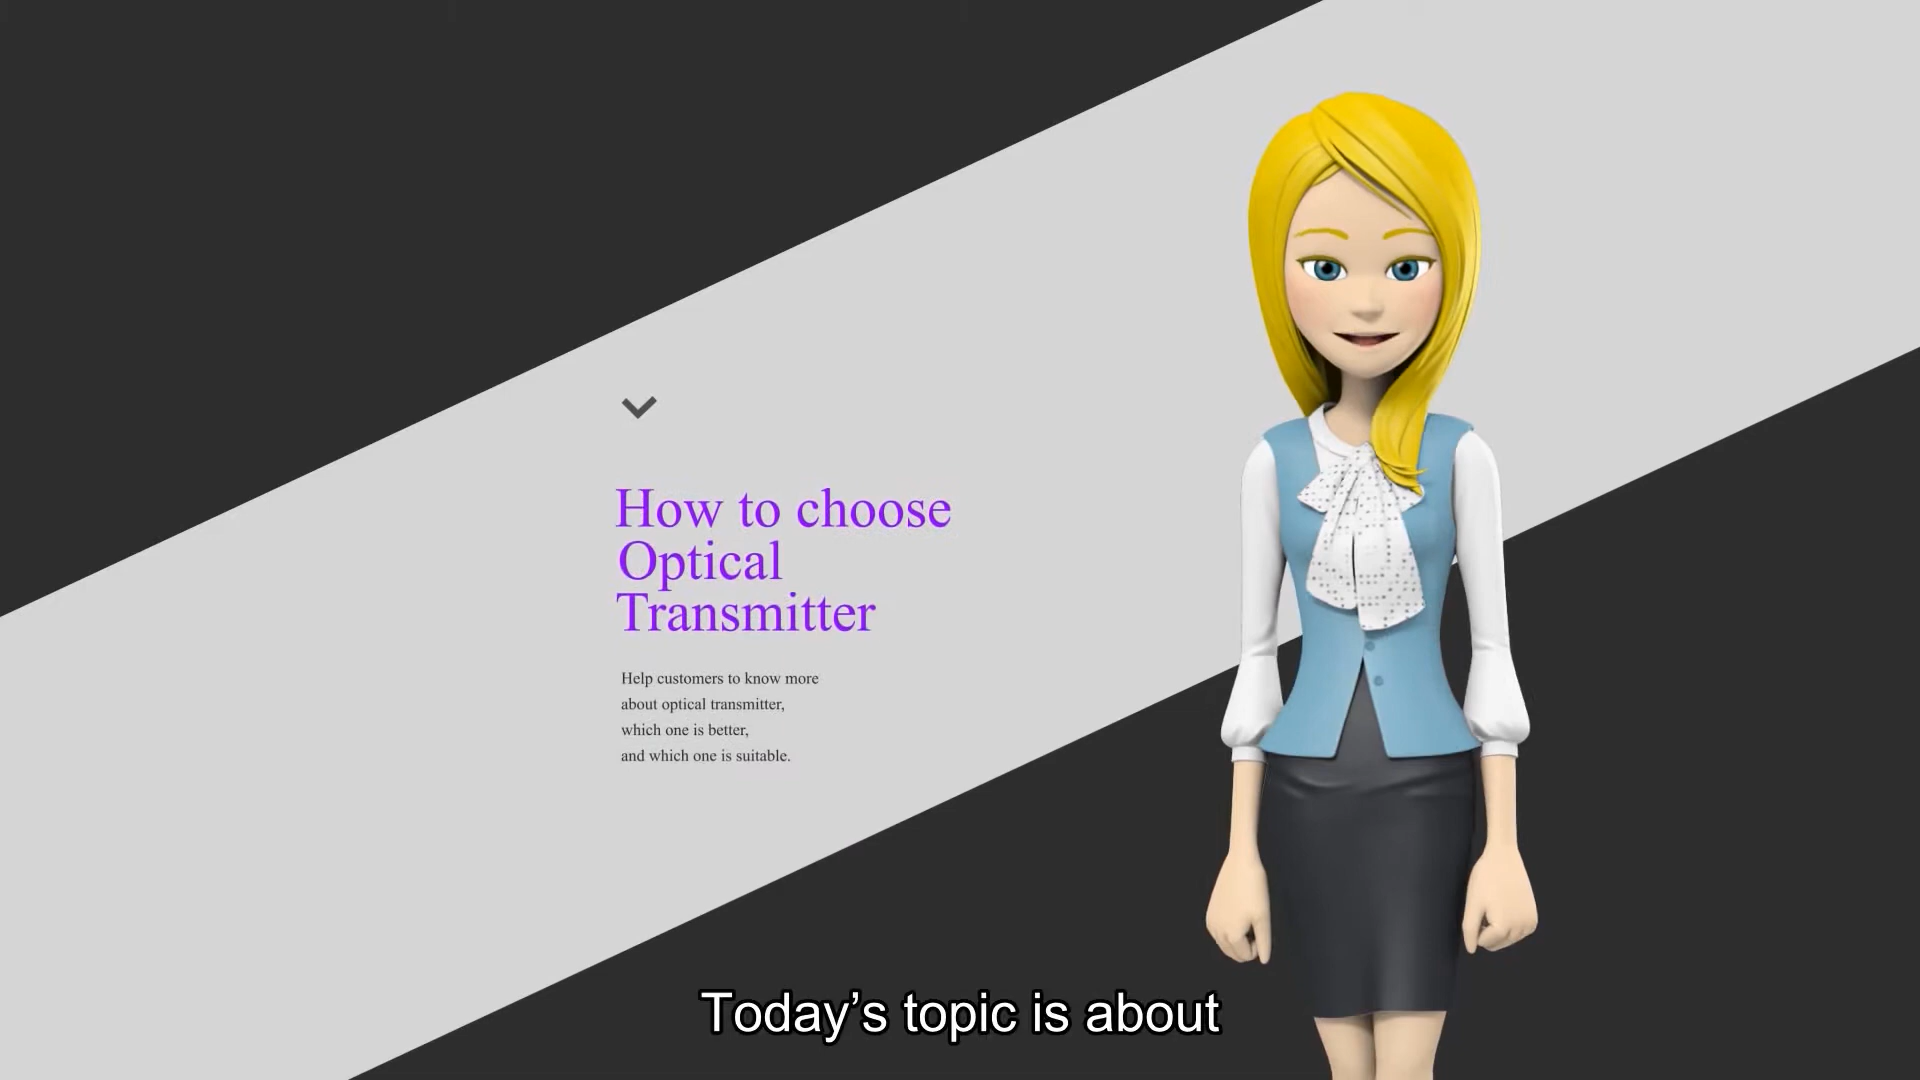 How to choose
Optical
Transmitter
Help customers to know more
about optical transmitter,
which one is better,
and which one is suitable.
Today’s topic is about